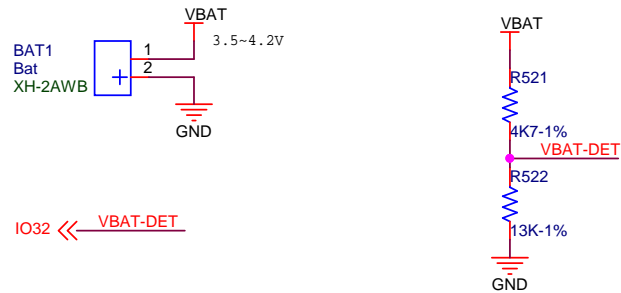 VBAT
3.5~4.2V
BAT1
Bat
XH-2AWB
1
2
GND
IO32
VBAT-DET
VBAT
R521
4K7-1%
VBAT-DET
R522
13K-1%
GND